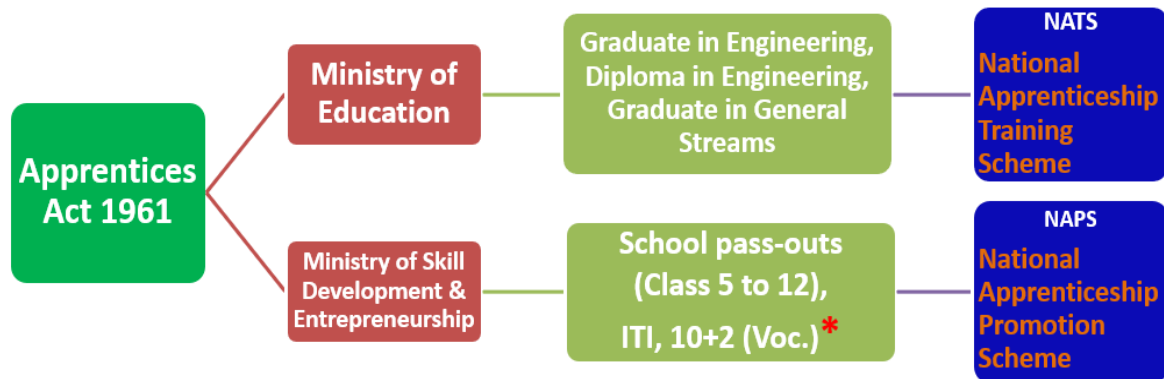 Apprentices
Act 1961
Ministry of
Education
Graduate in Engineering,
Diploma in Engineering,
Graduate in General
Streams
NATS
National
Apprenticeship
Training
Scheme
Ministry of Skill
Development &
Entrepreneurship
School pass-outs
(Class 5 to 12),
ITI, 10+2 (Voc.)*
NAPS
National
Apprenticeship
Promotion
Scheme